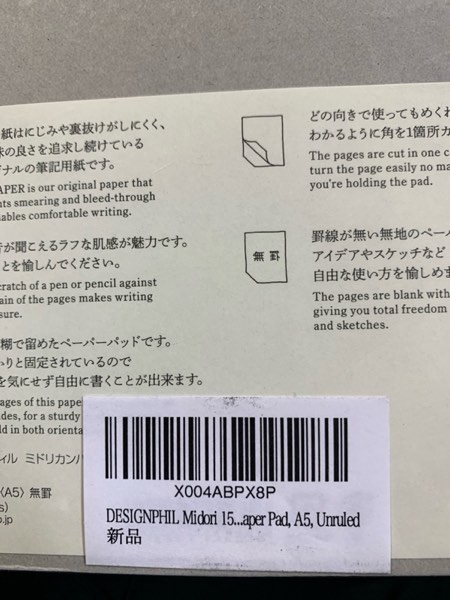 紙はにじみや裏抜けがしにくく、
味の良さを追求し続けている
ジナルの筆記用紙です。
APER is our original paper that
nts smearing and bleed-through
ables comfortable writing.
音が聞こえるラフな肌感が魅力です。
ことを愉しんでください。
cratch of a pen or pencil against
ain of the pages makes writing
sure.
糊で留めたペーパーパッドです。
かりと固定されているので
を気にせず自由に書くことが出来ます。
ages of this pape
des, for a sturdy
ld in both orienta
ィル ミドリカンパ
〈A5〉 無罫
s)
o.jp
どの向きで使ってもめくれ
わかるように角を1箇所カ
The pages are cut in one c
turn the page easily no ma
you're holding the pad.
無罫
罫線が無い無地のペー
アイデアやスケッチなど
自由な使い方を愉しめま
The pages are blank with
giving you total freedom
and sketches.
X004ABPX8P
DESIGNPHIL Midori 15...aper Pad, A5, Unruled
新品